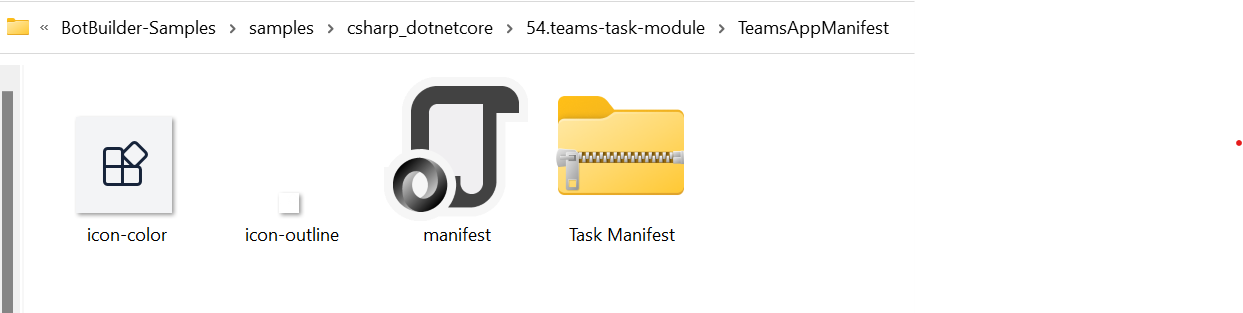 « BotBuilder-Samples > samples > csharp_dotnetcore > 54.teams-task-module > TeamsAppManifest
icon-color icon-outline manifest Task Manifest